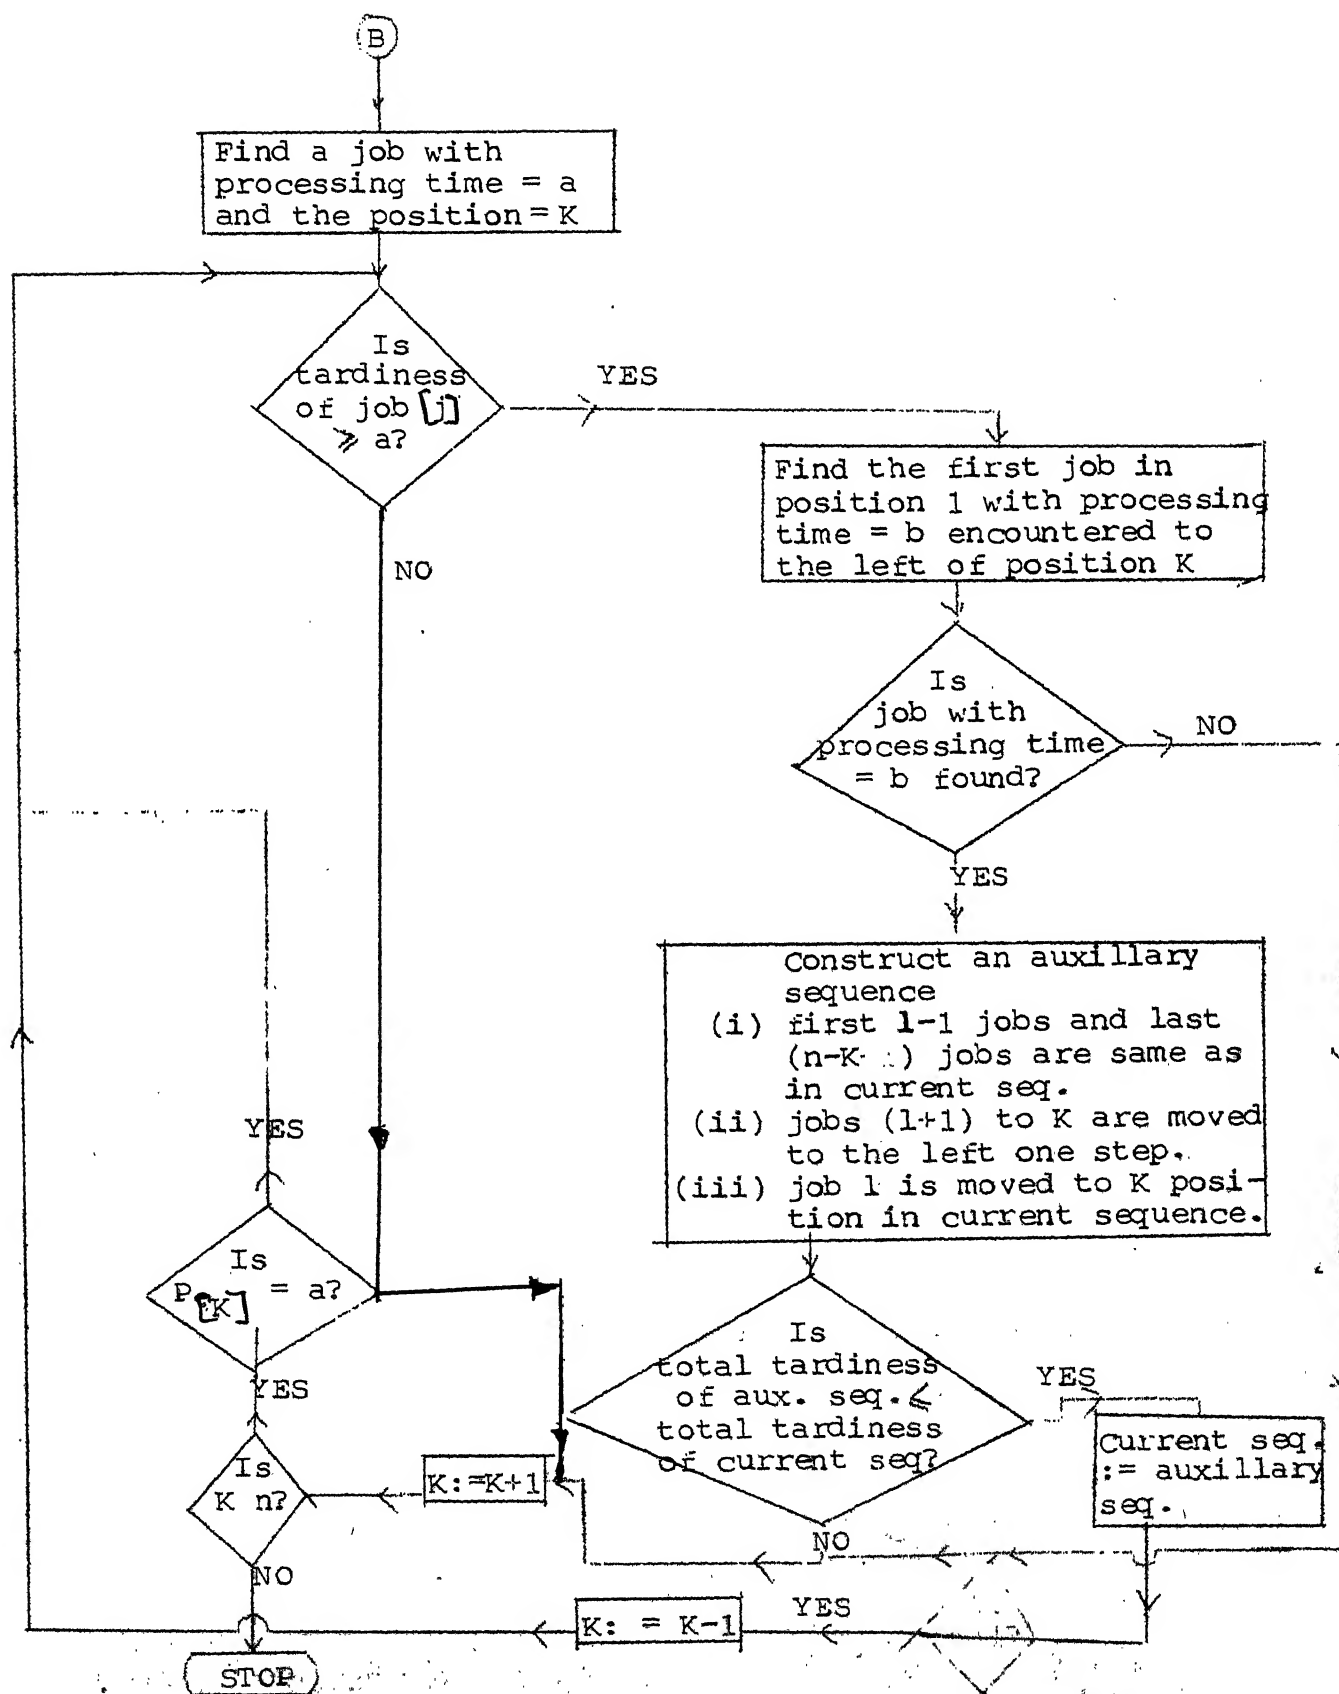 B
Find a job with
processing time = a
and the position = K
Is
tardiness
of job [j]
⩾ a?
YES
NO
Find the first job in
position 1 with processing
time = b encountered to
the left of position K
Is
job with
processing time
= b found?
NO
YES
Construct an auxillary
sequence
(i) first 1-1 jobs and last
(n-K ) jobs are same as
in current seq.
(ii) jobs (1+1) to K are moved
to the left one step.
(iii) job 1 is moved to K posi-
tion in current sequence.
YES
Is
P[K] = a?
YES
Is
total tardiness
of aux. seq. ⩽
total tardiness
of current seq?
YES
NO
Current seq.
:= auxillary
seq.
K:=K+1
Is
K n?
NO
YES
K: = K-1
STOP